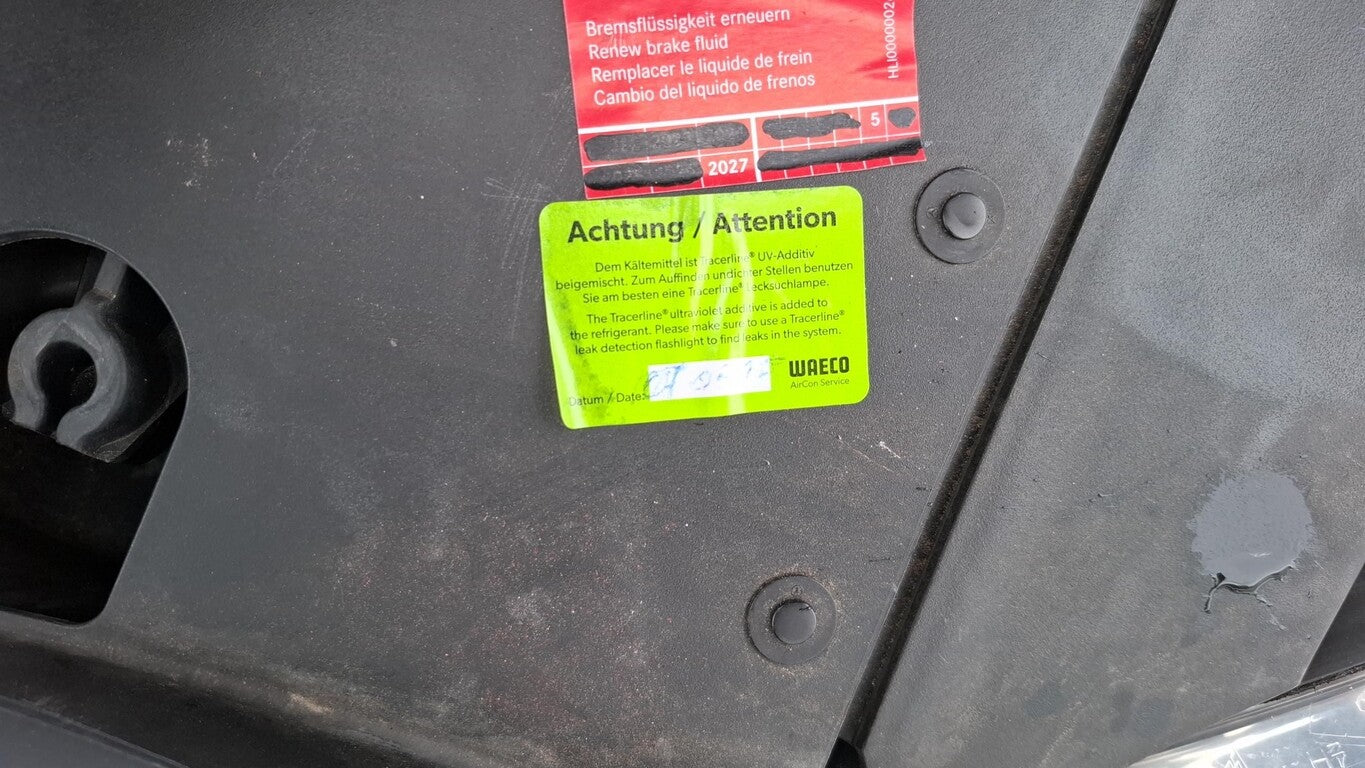 Bremsflüssigkeit erneuern
Renew brake fluid
Remplacer le liquide de frein
Cambio del liquido de frenos
5
2027
Achtung / Attention
Dem Kältemittel ist Tracerline® UV-Additiv
beigemischt. Zum Auffinden undichter Stellen benutzen
Sie am besten eine Tracerline® Lecksuchlampe.
The Tracerline® ultraviolet additive is added to
the refrigerant. Please make sure to use a Tracerline®
leak detection flashlight to find leaks in the system.
Datum / Date:
WAECO
AirCon Service